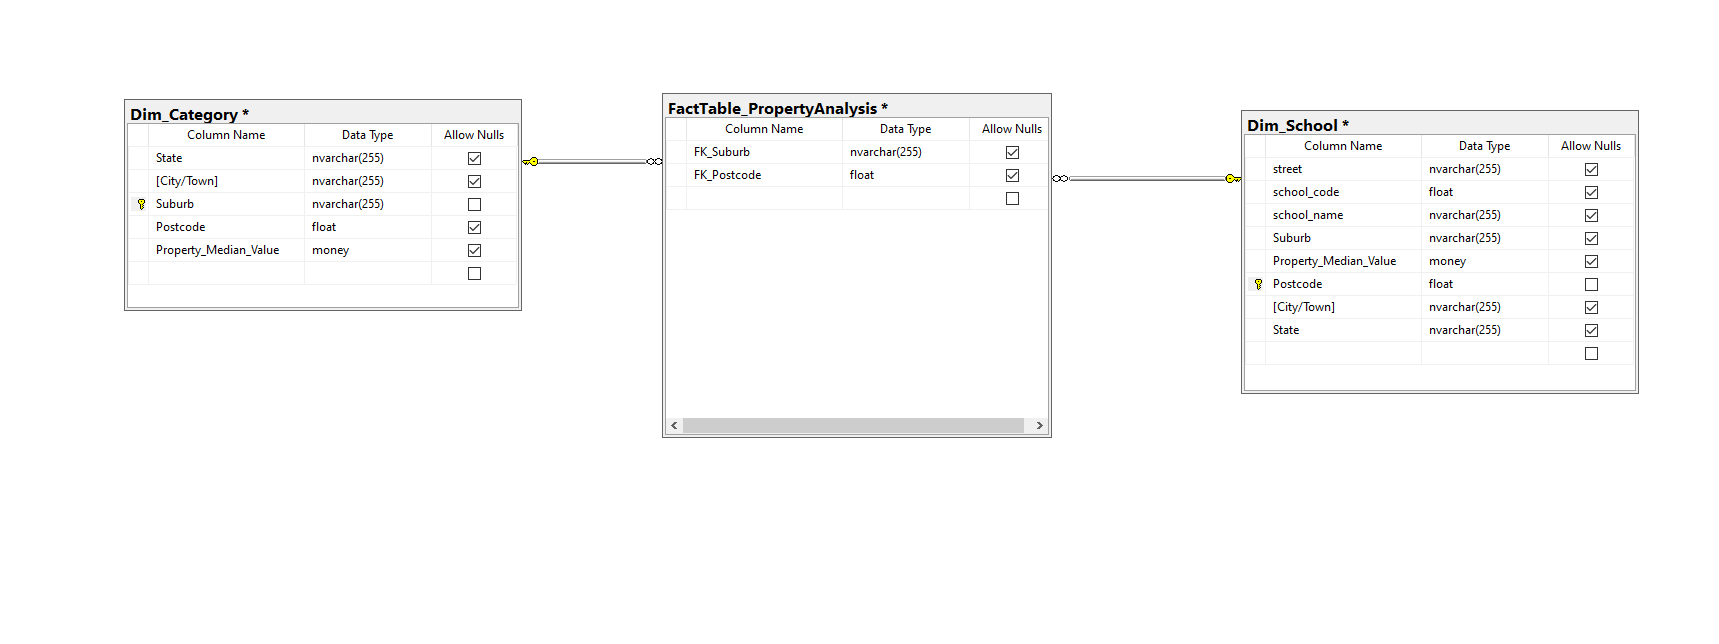 Dim_Category *
Column Name Data Type Allow Nulls
State nvarchar(255)
[City/Town] nvarchar(255)
Suburb nvarchar(255)
Postcode float
Property_Median_Value money
FactTable_PropertyAnalysis *
Column Name Data Type Allow Nulls
FK_Suburb nvarchar(255)
FK_Postcode float
Dim_School *
Column Name Data Type Allow Nulls
street nvarchar(255)
school_code float
school_name nvarchar(255)
Suburb nvarchar(255)
Property_Median_Value money
Postcode float
[City/Town] nvarchar(255)
State nvarchar(255)